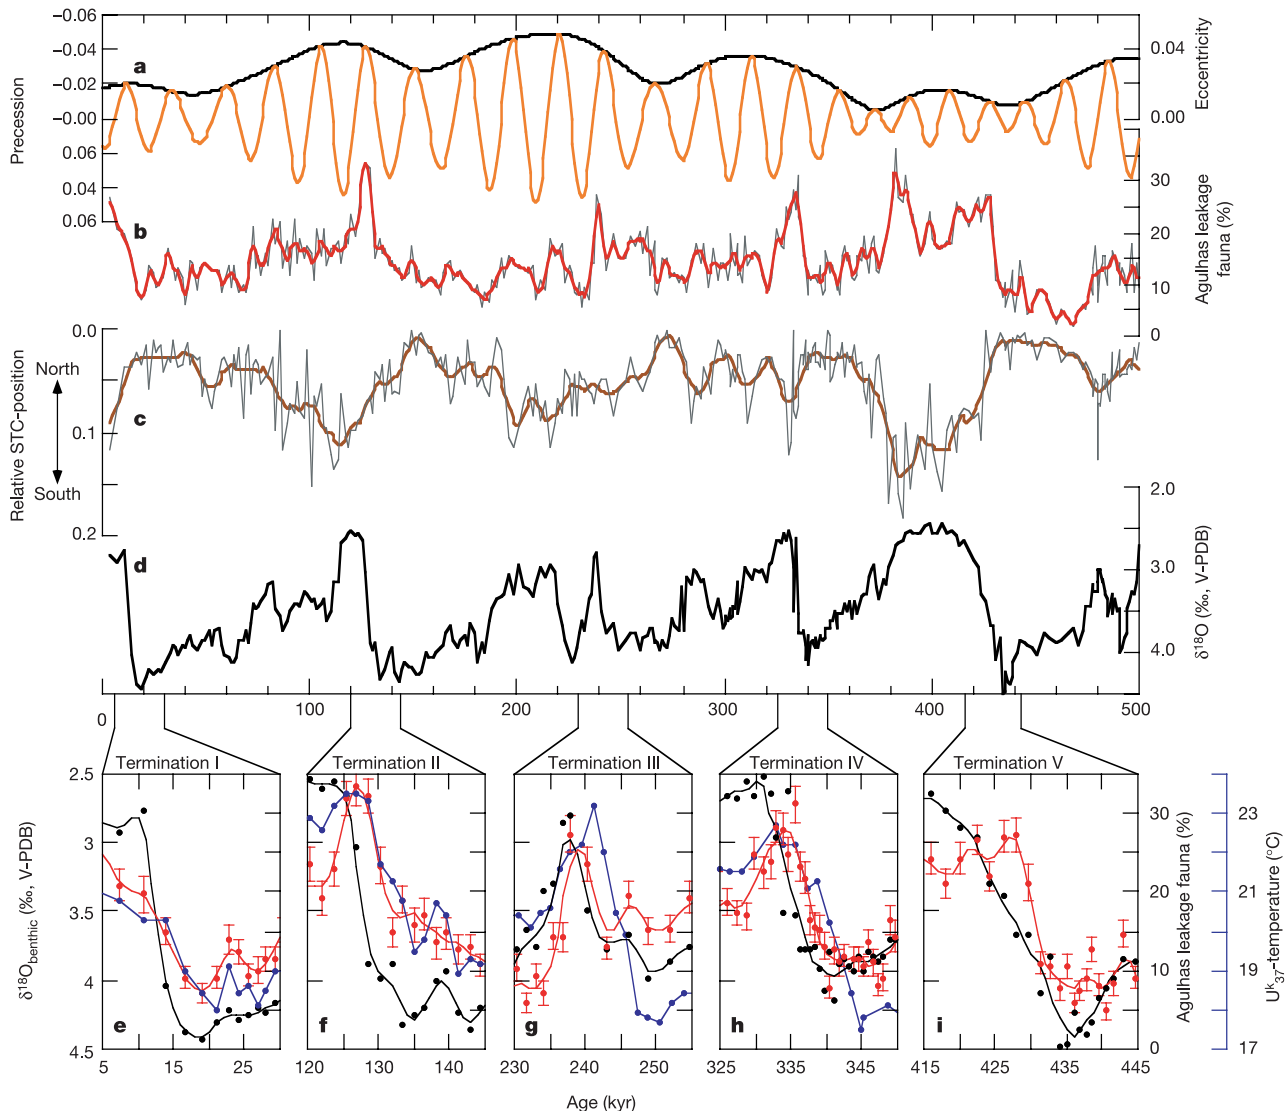 −0.06
−0.04
−0.02
−0.00
0.06
0.04
0.06
Precession
a
0.04
0.00
Eccentricity
b
30
20
10
0
Agulhas leakage
fauna (%)
0.0
0.1
0.2
North
South
Relative STC-position
c
2.0
3.0
4.0
δ18O (‰, V-PDB)
d
0 100 200 300 400 500
Termination I Termination II Termination III Termination IV Termination V
2.5
3
3.5
4
4.5
δ18Obenthic (‰, V-PDB)
e f g h i
30
20
10
0
Agulhas leakage fauna (%)
23
21
19
17
Uk37-temperature (°C)
5 15 25 120 130 140 230 240 250 325 335 345 415 425 435 445
Age (kyr)